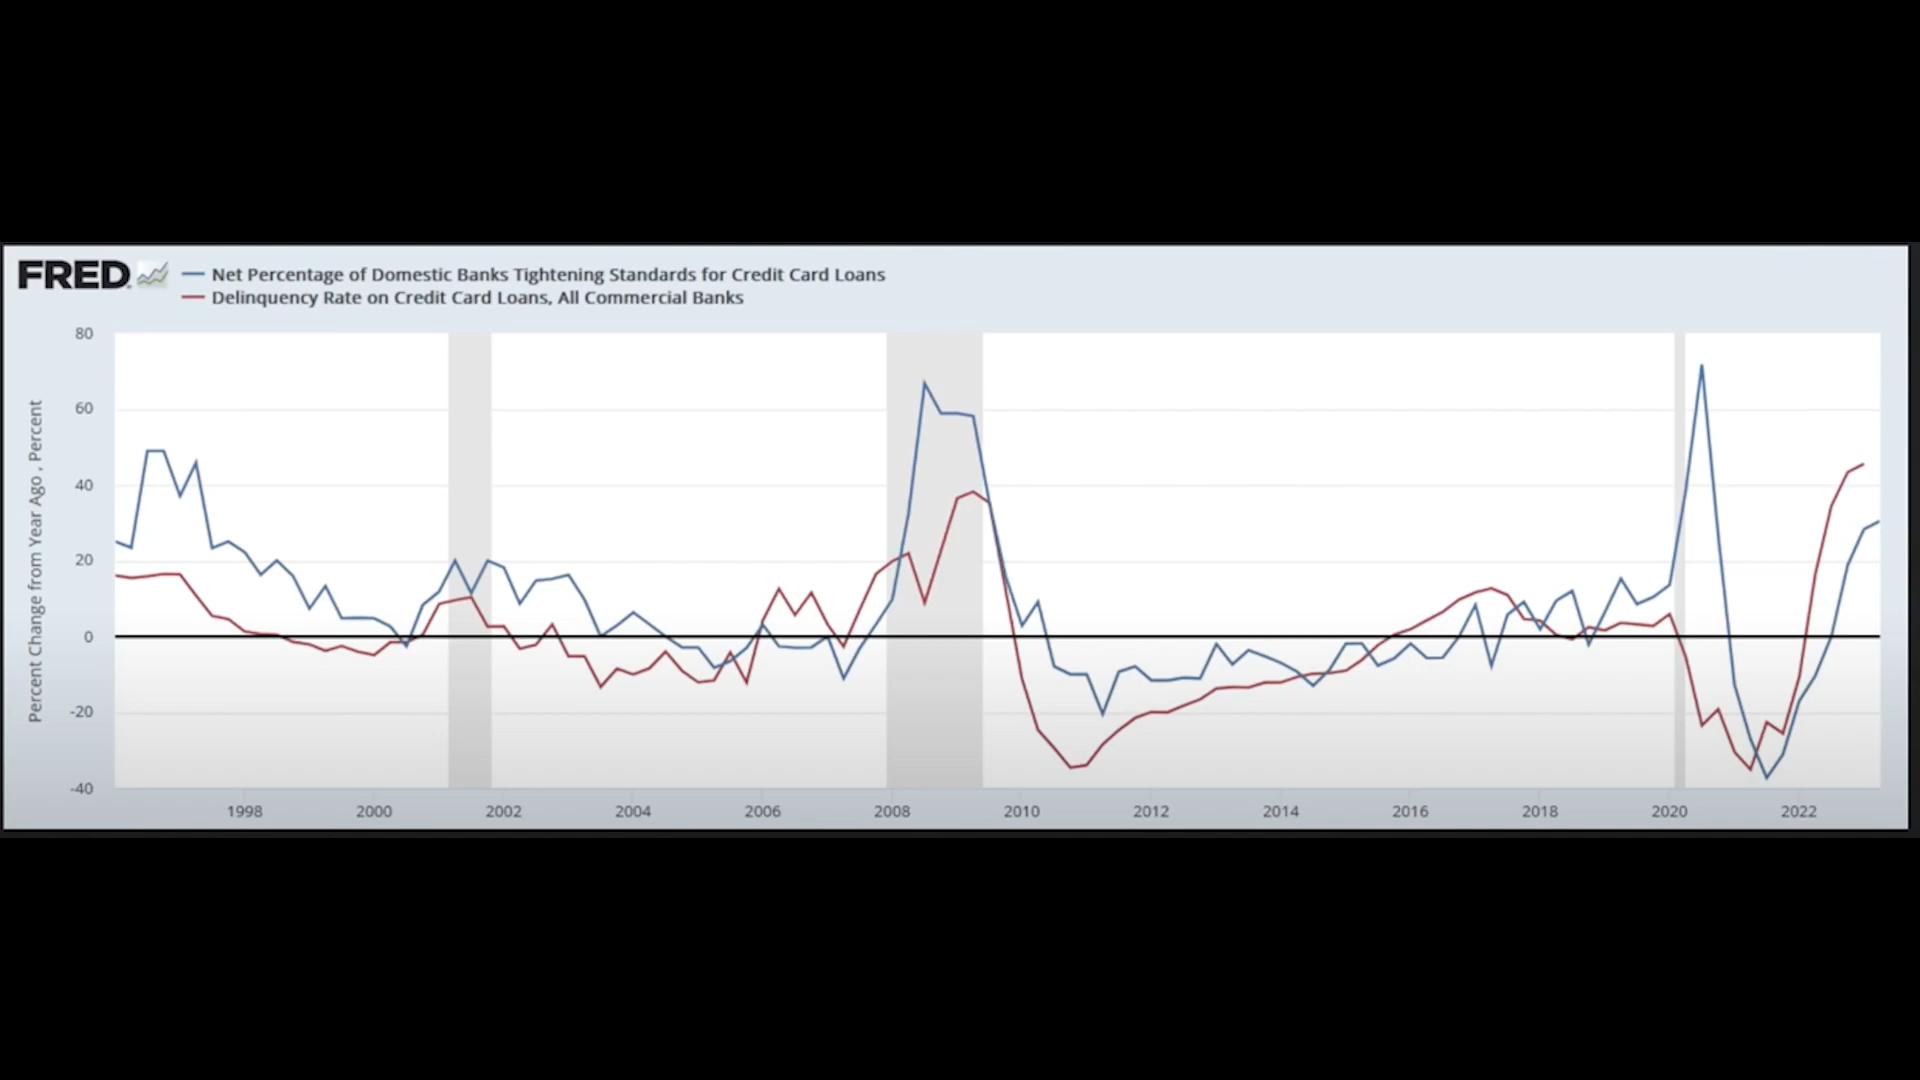 FRED
Net Percentage of Domestic Banks Tightening Standards for Credit Card Loans
Delinquency Rate on Credit Card Loans, All Commercial Banks
Percent Change from Year Ago , Percent
80
60
40
20
0
-20
-40
1998 2000 2002 2004 2006 2008 2010 2012 2014 2016 2018 2020 2022